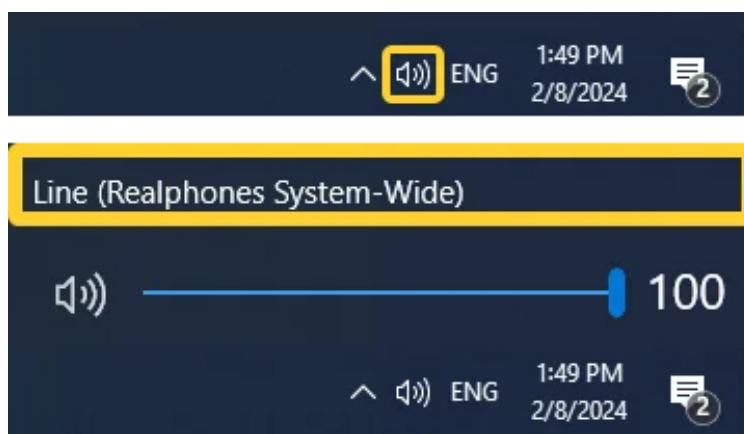 ENG
1:49 PM
2/8/2024
2
Line (Realphones System-Wide)
100
ENG
1:49 PM
2/8/2024
2